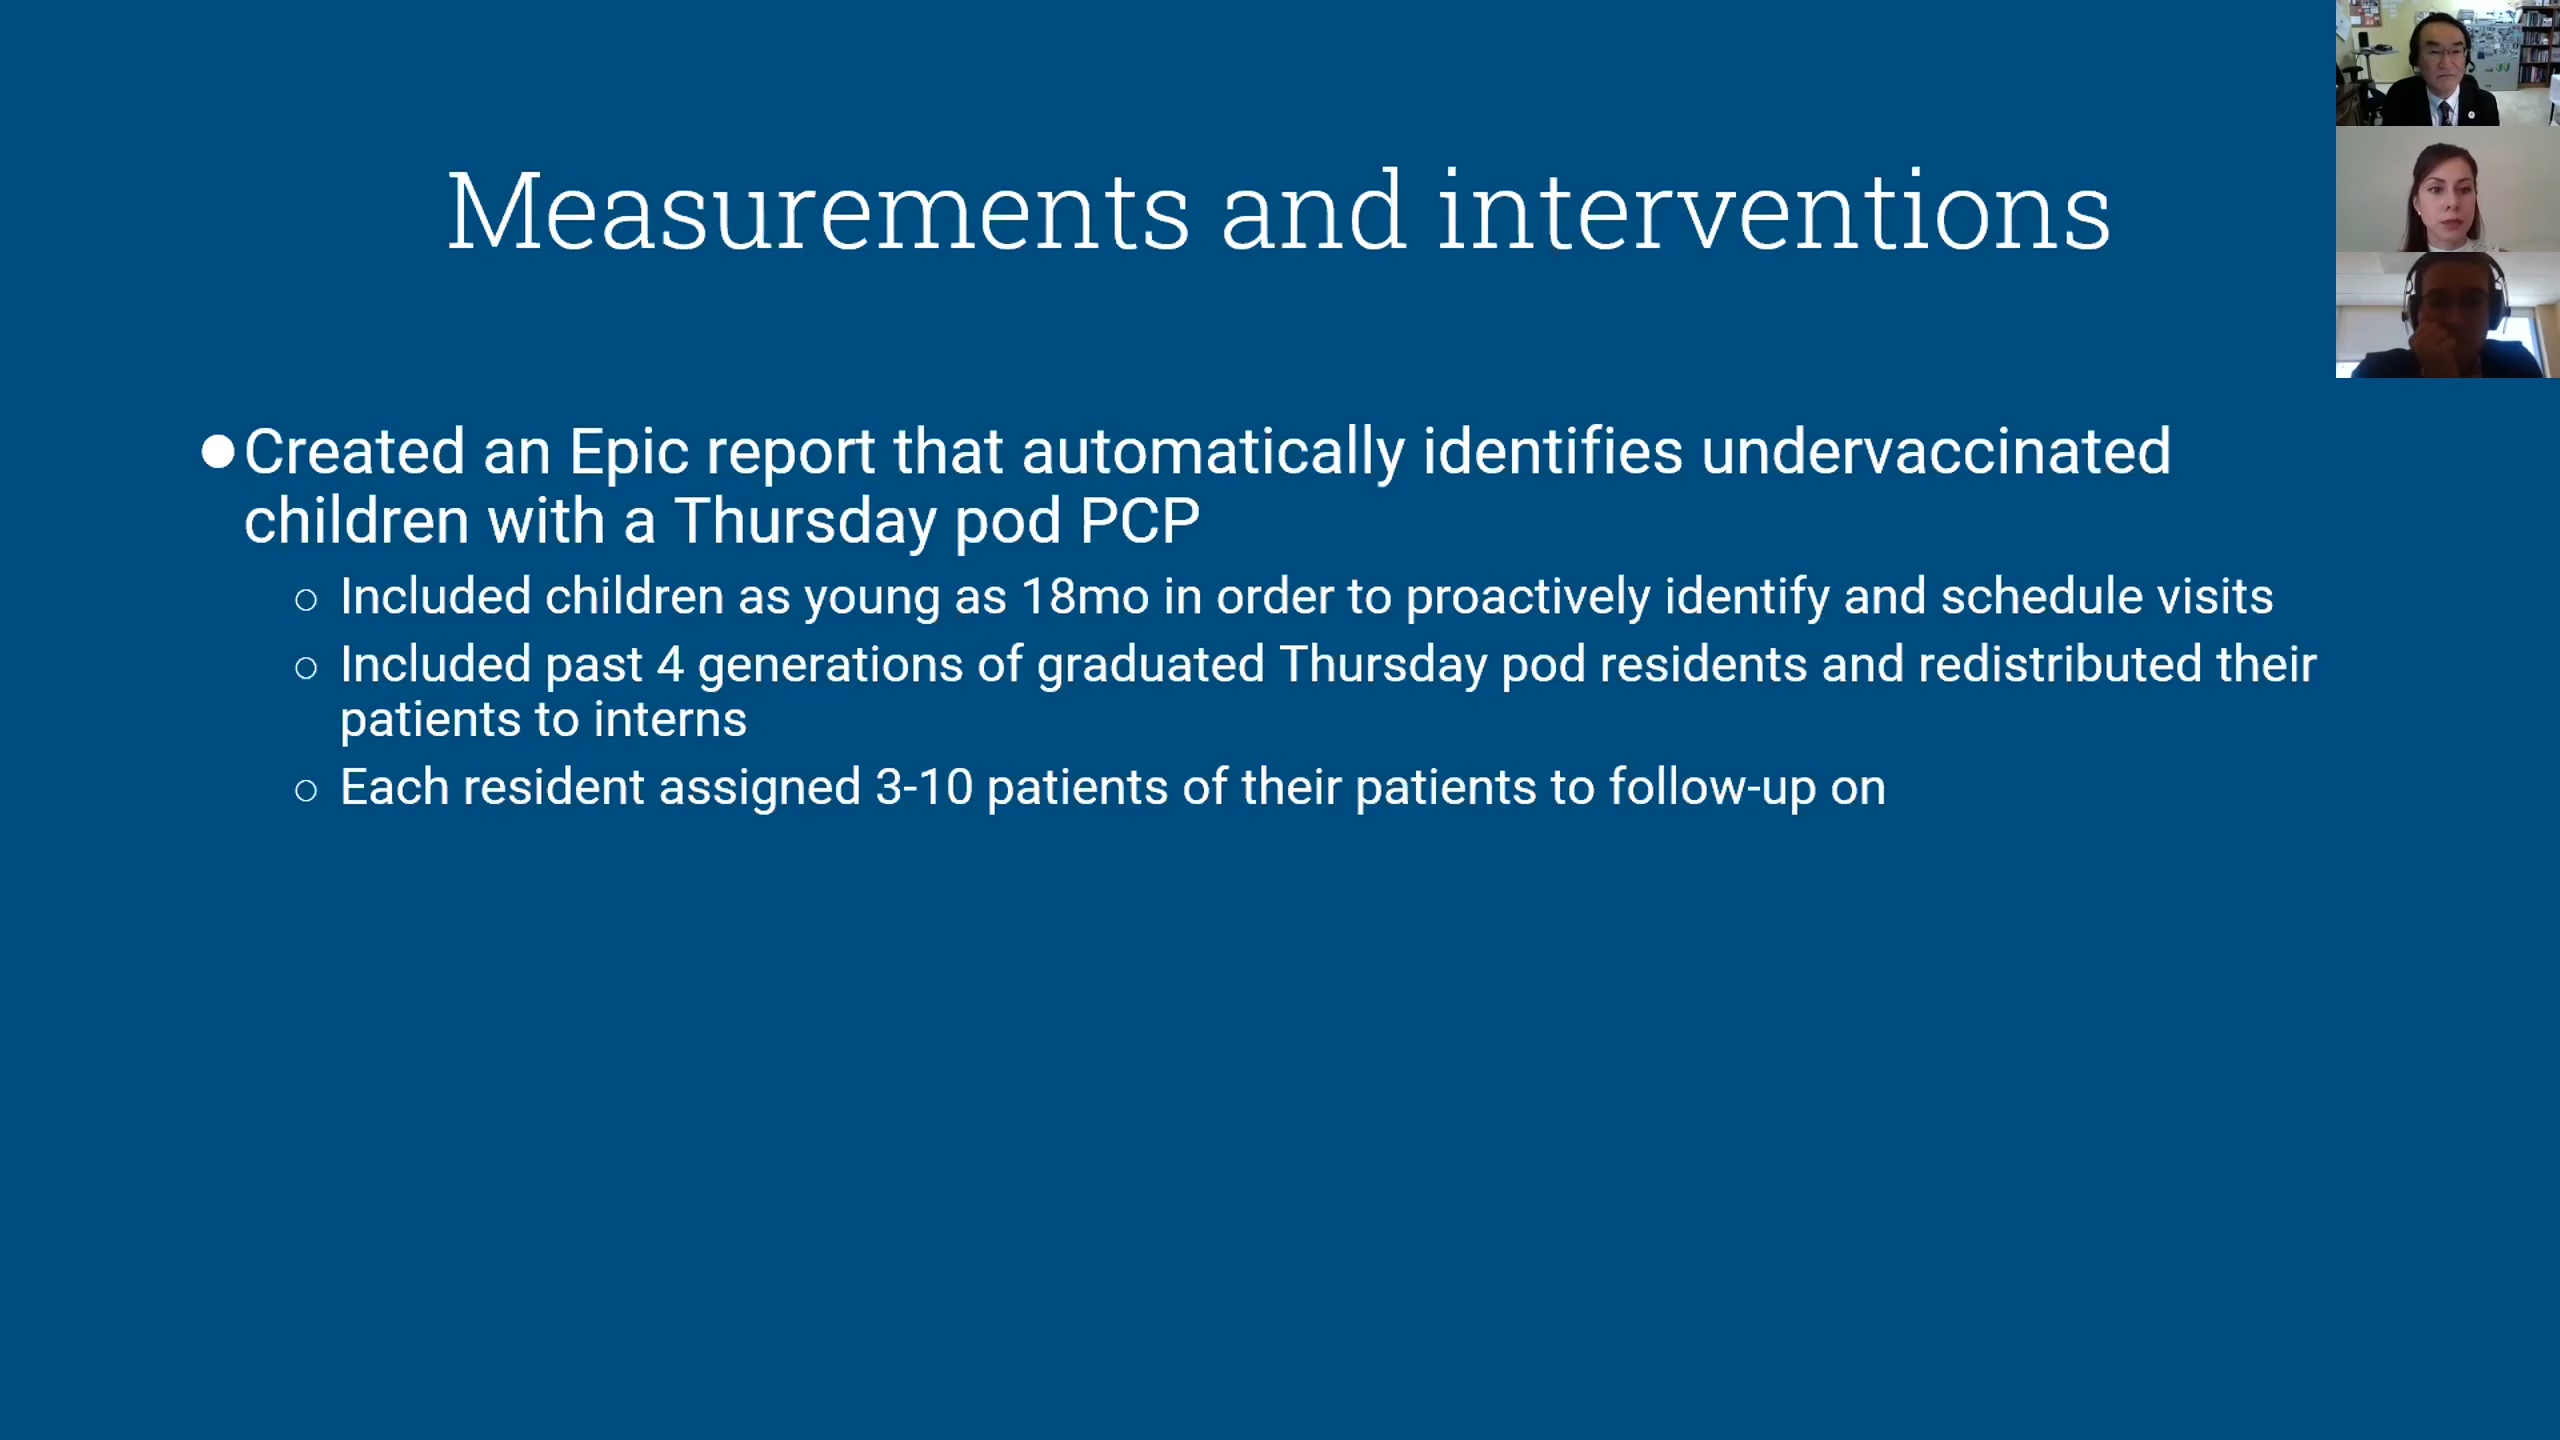 Measurements and interventions
●Created an Epic report that automatically identifies undervaccinated
children with a Thursday pod PCP
○ Included children as young as 18mo in order to proactively identify and schedule visits
○ Included past 4 generations of graduated Thursday pod residents and redistributed their
patients to interns
○ Each resident assigned 3-10 patients of their patients to follow-up on